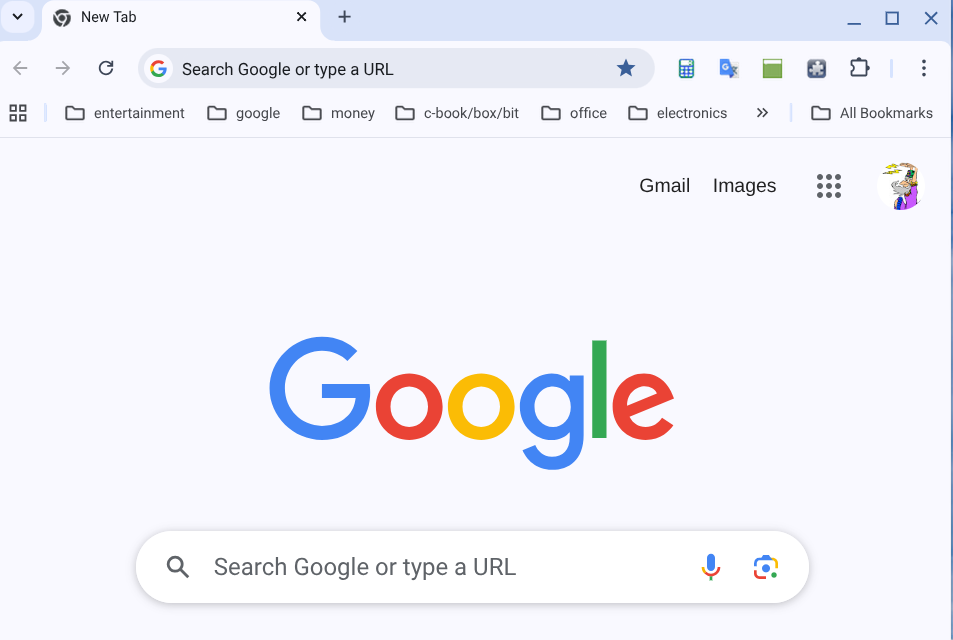 New Tab
Search Google or type a URL
entertainment google money c-book/box/bit office electronics All Bookmarks
Gmail Images
Google
Search Google or type a URL